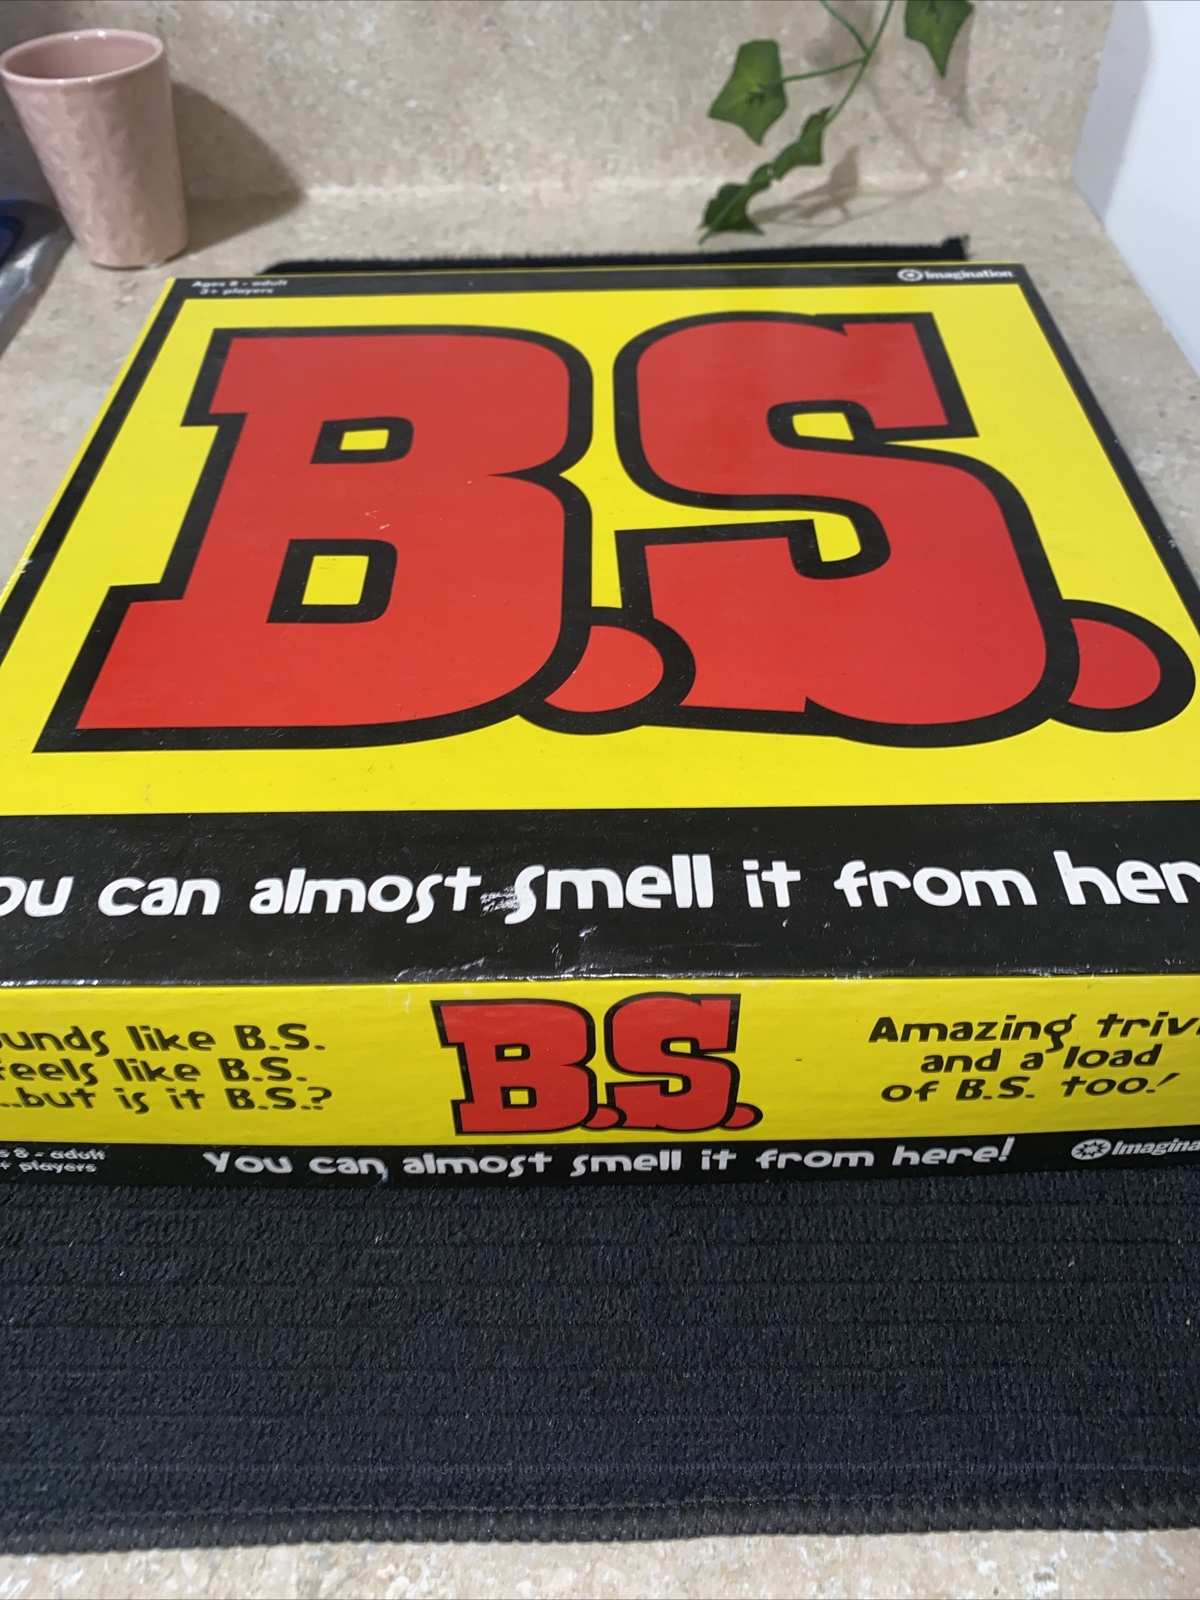 Ages 8 - adult
3+ players
imagination
B.S.
ou can almost smell it from her
unds like B.S.
feels like B.S.
...but is it B.S.?
B.S.
Amazing triv
and a load
of B.S. too!
s 8 - adult
+ players
You can almost smell it from here!
Imagina